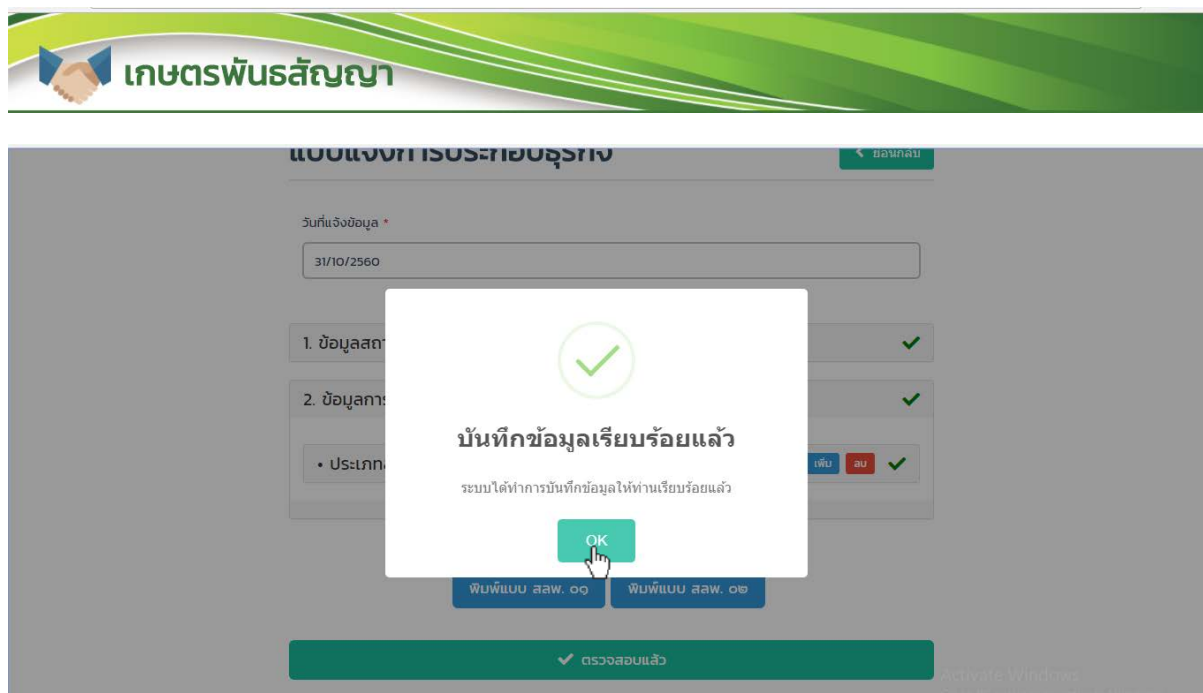 เกษตรพันธสัญญา
แบบแจ้งการประกอบธุรกิจ
ย้อนกลับ
วันที่แจ้งข้อมูล *
31/10/2560
1. ข้อมูลสถา
2. ข้อมูลการ
• ประเภท
เพิ่ม ลบ
บันทึกข้อมูลเรียบร้อยแล้ว
ระบบได้ทำการบันทึกข้อมูลให้ท่านเรียบร้อยแล้ว
OK
พิมพ์แบบ สลพ. ๐๑ พิมพ์แบบ สลพ. ๐๒
ตรวจสอบแล้ว
Activate Windows